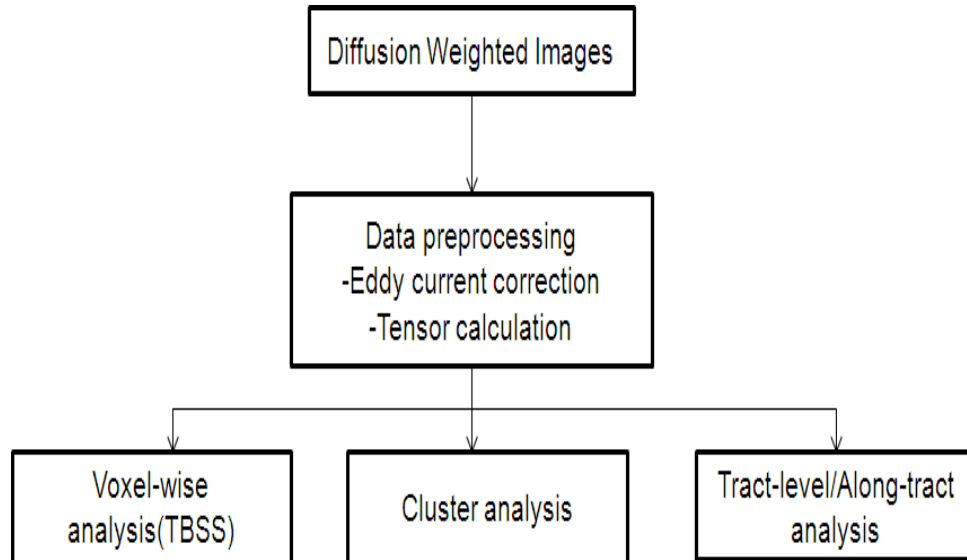 Diffusion Weighted Images
Data preprocessing
-Eddy current correction
-Tensor calculation
Voxel-wise
analysis(TBSS)
Cluster analysis
Tract-level/Along-tract
analysis